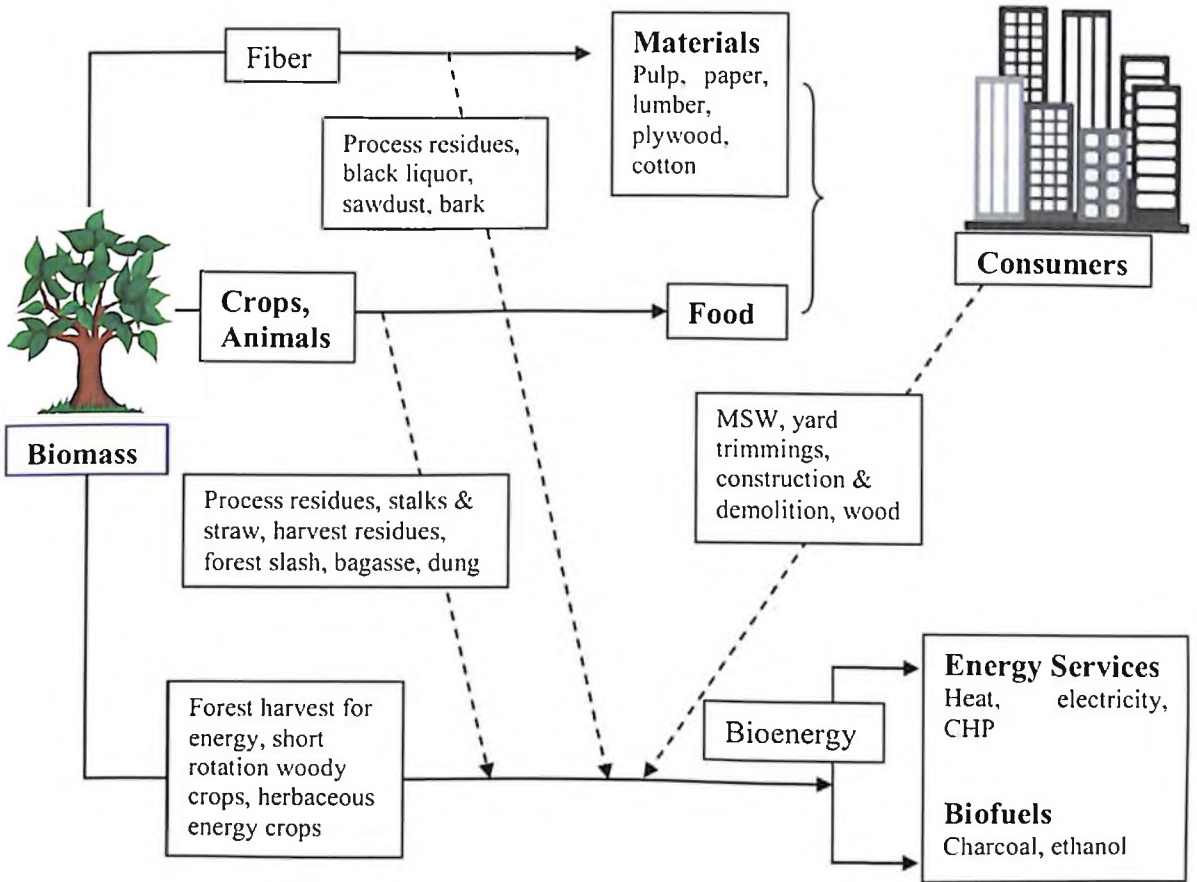 Fiber
Materials
Pulp, paper,
lumber,
plywood,
cotton
Process residues,
black liquor,
sawdust, bark
Consumers
Crops,
Animals
Food
Biomass
MSW, yard
trimmings,
construction &
demolition, wood
Process residues, stalks &
straw, harvest residues,
forest slash, bagasse, dung
Forest harvest for
energy, short
rotation woody
crops, herbaceous
energy crops
Bioenergy
Energy Services
Heat, electricity,
CHP
Biofuels
Charcoal, ethanol